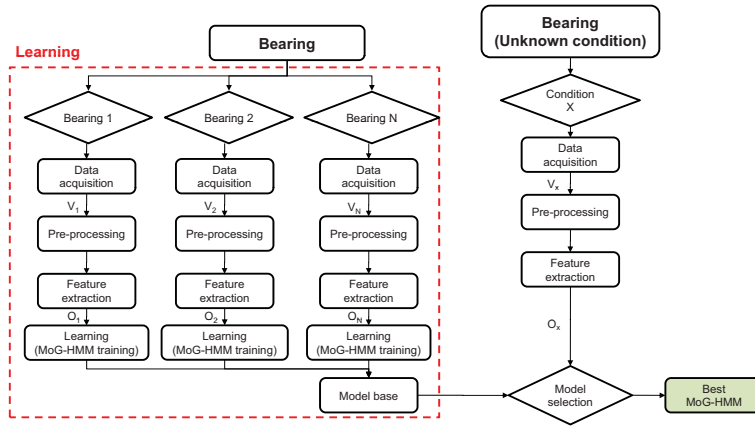 Learning
Bearing
Bearing 1
Bearing 2
Bearing N
Data
acquisition
Data
acquisition
Data
acquisition
V1
V2
VN
Pre-processing
Pre-processing
Pre-processing
Feature
extraction
Feature
extraction
Feature
extraction
O1
O2
ON
Learning
(MoG-HMM training)
Learning
(MoG-HMM training)
Learning
(MoG-HMM training)
Model base
Bearing
(Unknown condition)
Condition
X
Data
acquisition
Vx
Pre-processing
Feature
extraction
Ox
Model
selection
Best
MoG-HMM